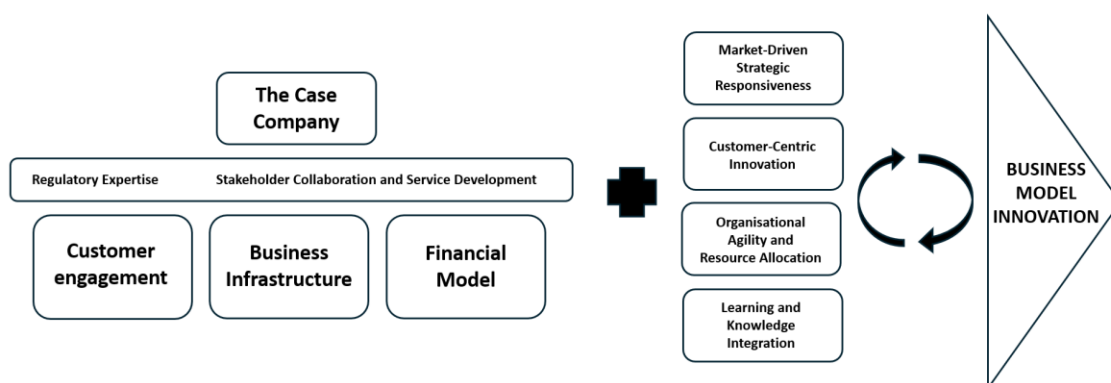 The Case
Company
Regulatory Expertise
Stakeholder Collaboration and Service Development
Customer
engagement
Business
Infrastructure
Financial
Model
Market-Driven
Strategic
Responsiveness
Customer-Centric
Innovation
Organisational
Agility and
Resource Allocation
Learning and
Knowledge
Integration
BUSINESS
MODEL
INNOVATION